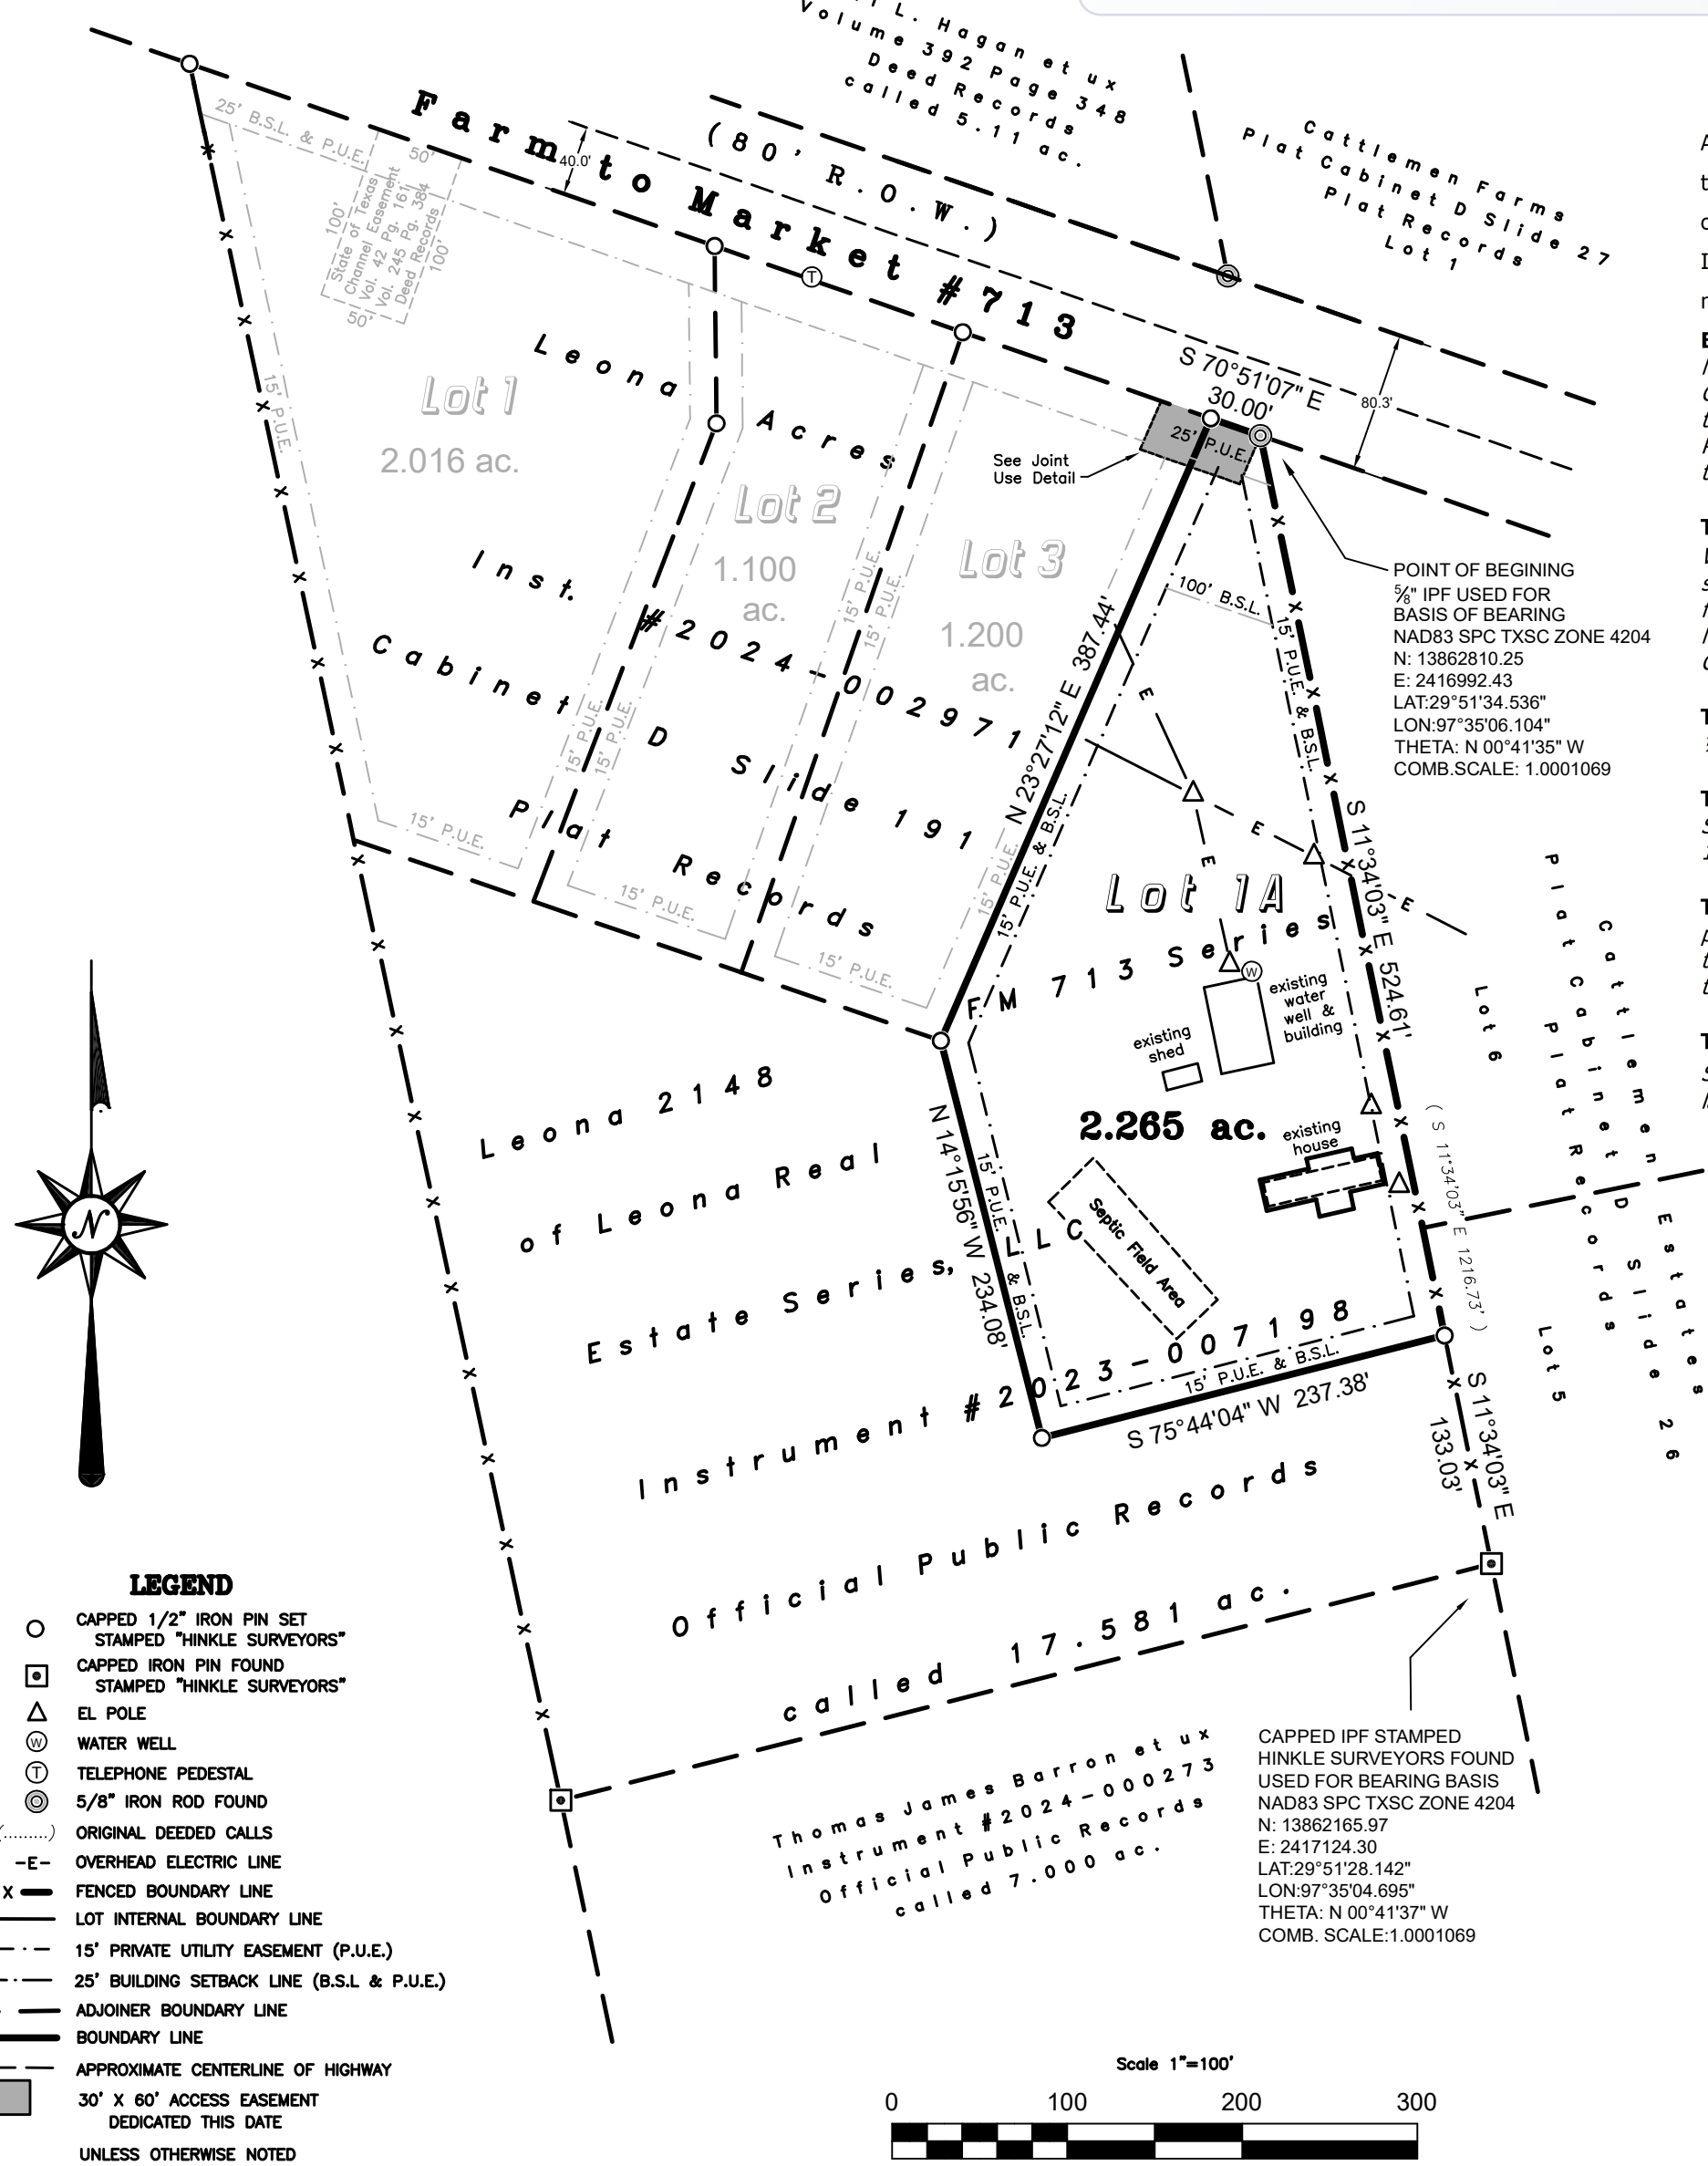 L. Hagan et ux
Volume 392 Page 348
Deed Records
called 5.11 ac.
Cattlemen Farms
Plat Cabinet D Slide 27
Plat Records
Lot 1
Farm to Market #713
(80' R.O.W.)
40.0'
80.3'
25' B.S.L. & P.U.E.
50'
100'
State of Texas
Channel Easement
Vol. 42 Pg. 161
Vol. 245 Pg. 384
Deed Records
100'
50'
T
S 70°51'07" E
30.00'
25' P.U.E.
See Joint
Use Detail
Leona Acres
Inst. #2024-002971
Cabinet D Slide 191
Plat Records
Lot 1
2.016 ac.
Lot 2
1.100
ac.
Lot 3
1.200
ac.
15' P.U.E.
15' P.U.E.
15' P.U.E.
15' P.U.E.
15' P.U.E.
15' P.U.E.
15' P.U.E.
15' P.U.E.
15' P.U.E.
N 23°27'12" E 387.44'
15' P.U.E. & B.S.L.
100' B.S.L.
15' P.U.E. & B.S.L.
POINT OF BEGINING
5/8" IPF USED FOR
BASIS OF BEARING
NAD83 SPC TXSC ZONE 4204
N: 13862810.25
E: 2416992.43
LAT:29°51'34.536"
LON:97°35'06.104"
THETA: N 00°41'35" W
COMB.SCALE: 1.0001069
E
E
E
E
S 11°34'03" E 524.61'
Lot 1A
FM 713 Series
W
existing
water
well &
building
existing
shed
2.265 ac.
existing
house
Septic Field Area
N 14°15'56" W 234.08'
15' P.U.E. & B.S.L.
15' P.U.E. & B.S.L.
S 75°44'04" W 237.38'
( S 11°34'03" E 1216.73' )
S 11°34'03" E
133.03'
Lot 6
Lot 5
Cattlemen Estates
Plat Cabinet D Slide 26
Plat Records
Leona 2148
of Leona Real
Estate Series, LLC
Instrument #2023-007198
Official Public Records
called 17.581 ac.
Thomas James Barron et ux
Instrument #2024-000273
Official Public Records
called 7.000 ac.
CAPPED IPF STAMPED
HINKLE SURVEYORS FOUND
USED FOR BEARING BASIS
NAD83 SPC TXSC ZONE 4204
N: 13862165.97
E: 2417124.30
LAT:29°51'28.142"
LON:97°35'04.695"
THETA: N 00°41'37" W
COMB. SCALE:1.0001069
N
LEGEND
CAPPED 1/2" IRON PIN SET
STAMPED "HINKLE SURVEYORS"
CAPPED IRON PIN FOUND
STAMPED "HINKLE SURVEYORS"
EL POLE
W WATER WELL
T TELEPHONE PEDESTAL
5/8" IRON ROD FOUND
(.........) ORIGINAL DEEDED CALLS
-E- OVERHEAD ELECTRIC LINE
X FENCED BOUNDARY LINE
LOT INTERNAL BOUNDARY LINE
15' PRIVATE UTILITY EASEMENT (P.U.E.)
25' BUILDING SETBACK LINE (B.S.L & P.U.E.)
ADJOINER BOUNDARY LINE
BOUNDARY LINE
APPROXIMATE CENTERLINE OF HIGHWAY
30' X 60' ACCESS EASEMENT
DEDICATED THIS DATE
UNLESS OTHERWISE NOTED
Scale 1"=100'
0 100 200 300